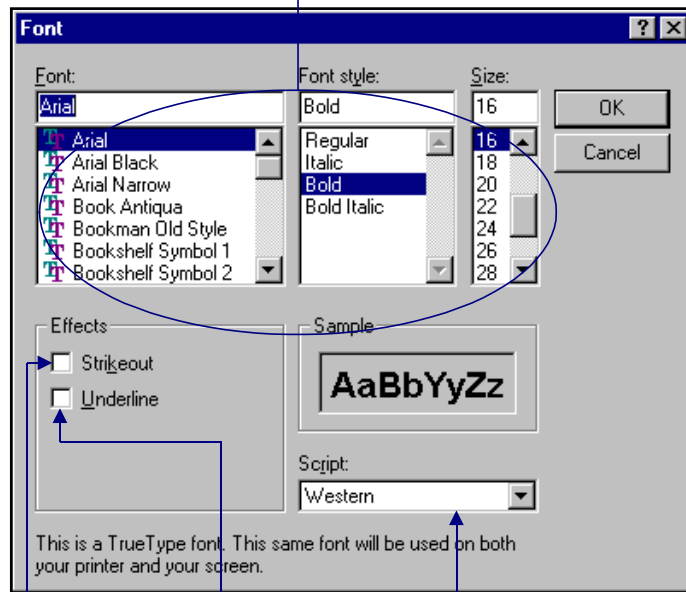 Font
Font:
Font style:
Size:
Arial
Bold
16
OK
Cancel
Arial
Arial Black
Arial Narrow
Book Antiqua
Bookman Old Style
Bookshelf Symbol 1
Bookshelf Symbol 2
Regular
Italic
Bold
Bold Italic
16
18
20
22
24
26
28
Effects
Strikeout
Underline
Sample
AaBbYyZz
Script:
Western
This is a TrueType font. This same font will be used on both
your printer and your screen.